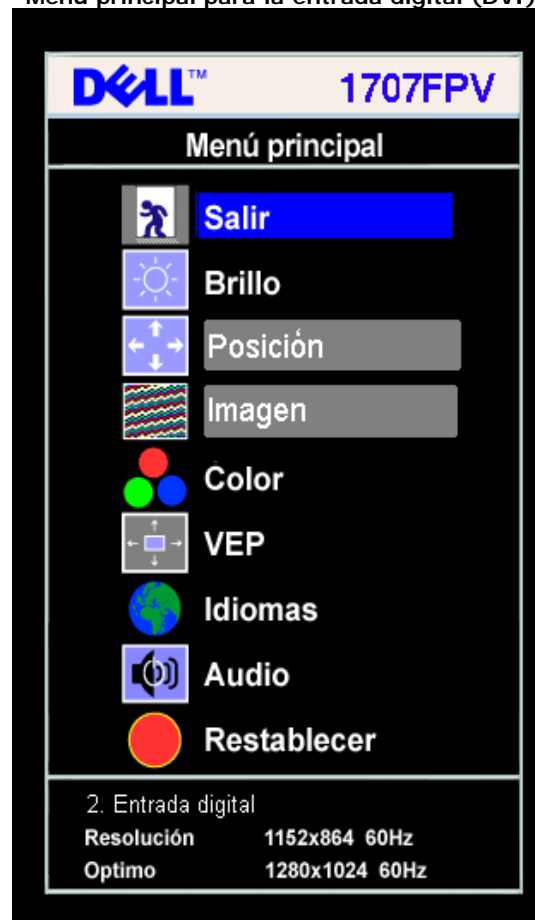 Menú principal para la entrada digital (DVI)
DELL™ 1707FPV
Menú principal
Salir
Brillo
Posición
Imagen
Color
VEP
Idiomas
Audio
Restablecer
2. Entrada digital
Resolución 1152x864 60Hz
Optimo 1280x1024 60Hz